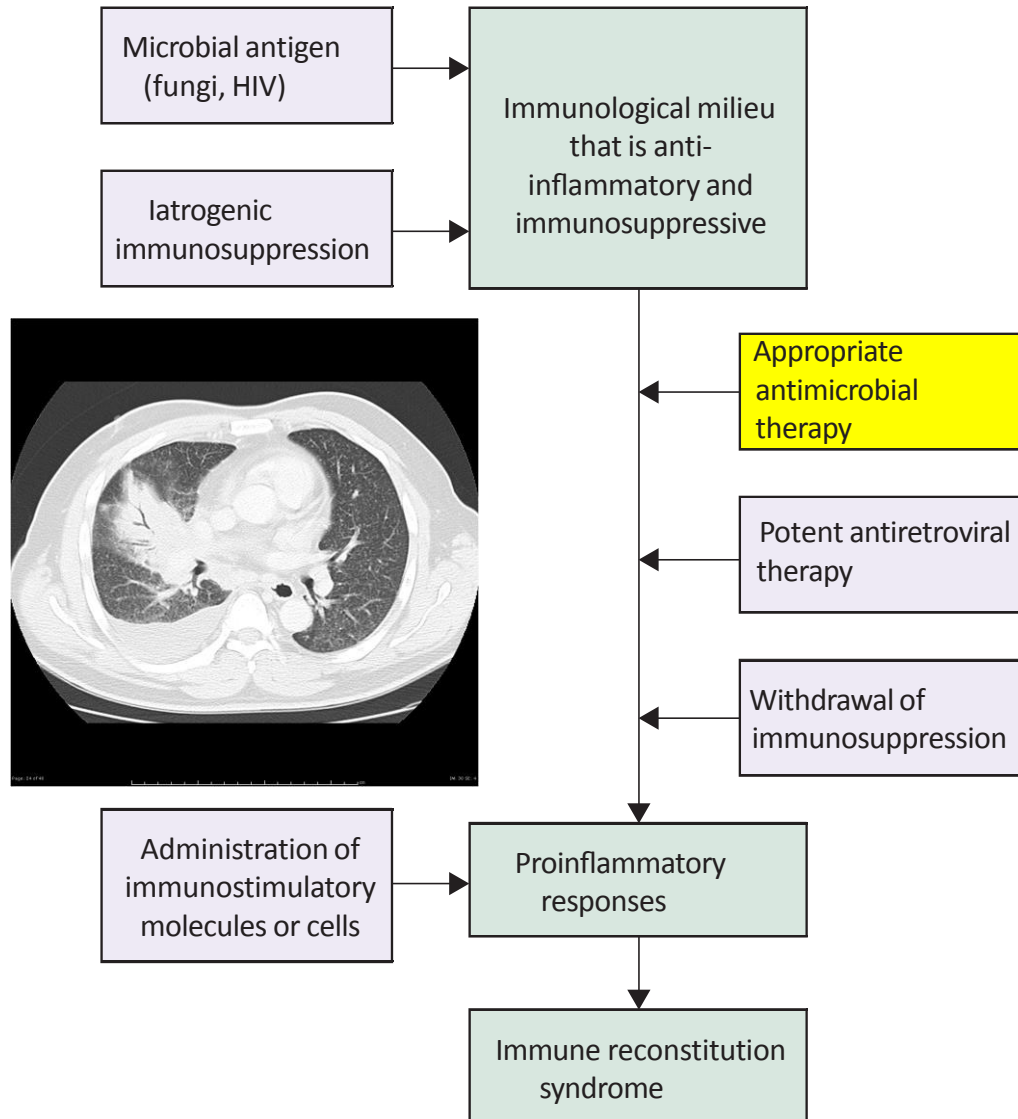 Microbial antigen
(fungi, HIV)
Immunological milieu
that is anti-
inflammatory and
immunosuppressive
Iatrogenic
immunosuppression
Appropriate
antimicrobial
therapy
Potent antiretroviral
therapy
Withdrawal of
immunosuppression
Administration of
immunostimulatory
molecules or cells
Proinflammatory
responses
Immune reconstitution
syndrome